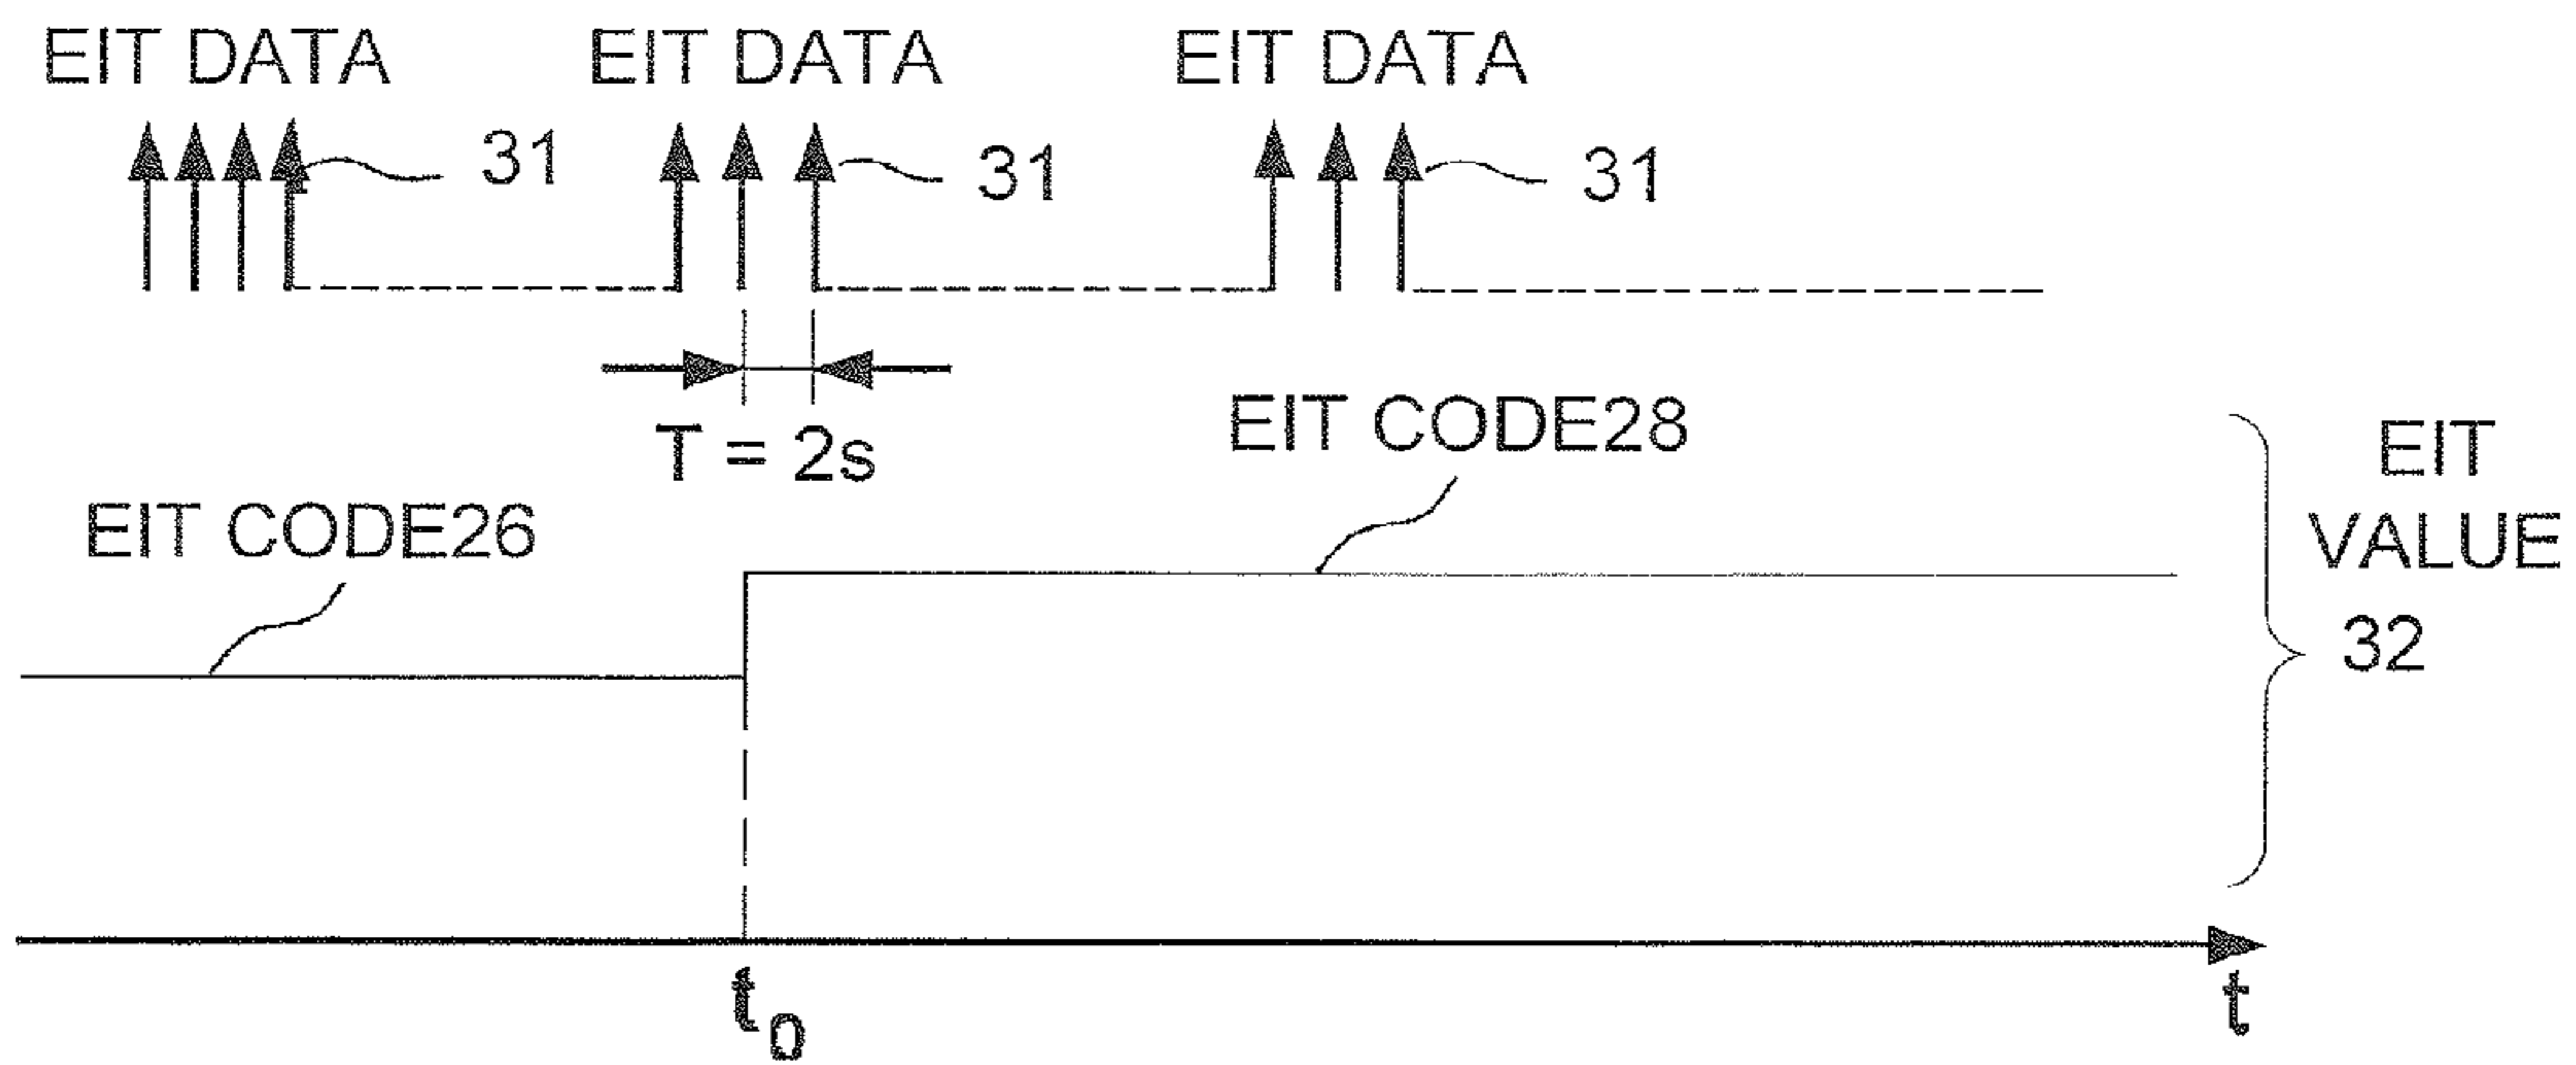 EIT DATA
EIT DATA
EIT DATA
31
31
31
T = 2s
EIT CODE28
EIT CODE26
EIT
VALUE
32
t0
t